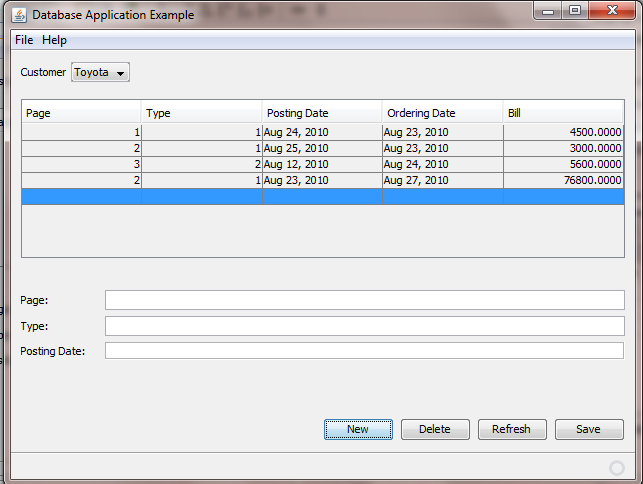 Database Application Example
File Help
Customer Toyota
Page Type Posting Date Ordering Date Bill
1 1 Aug 24, 2010 Aug 23, 2010 4500.0000
2 1 Aug 25, 2010 Aug 23, 2010 3000.0000
3 2 Aug 12, 2010 Aug 24, 2010 5600.0000
2 1 Aug 23, 2010 Aug 27, 2010 76800.0000
Page:
Type:
Posting Date:
New Delete Refresh Save